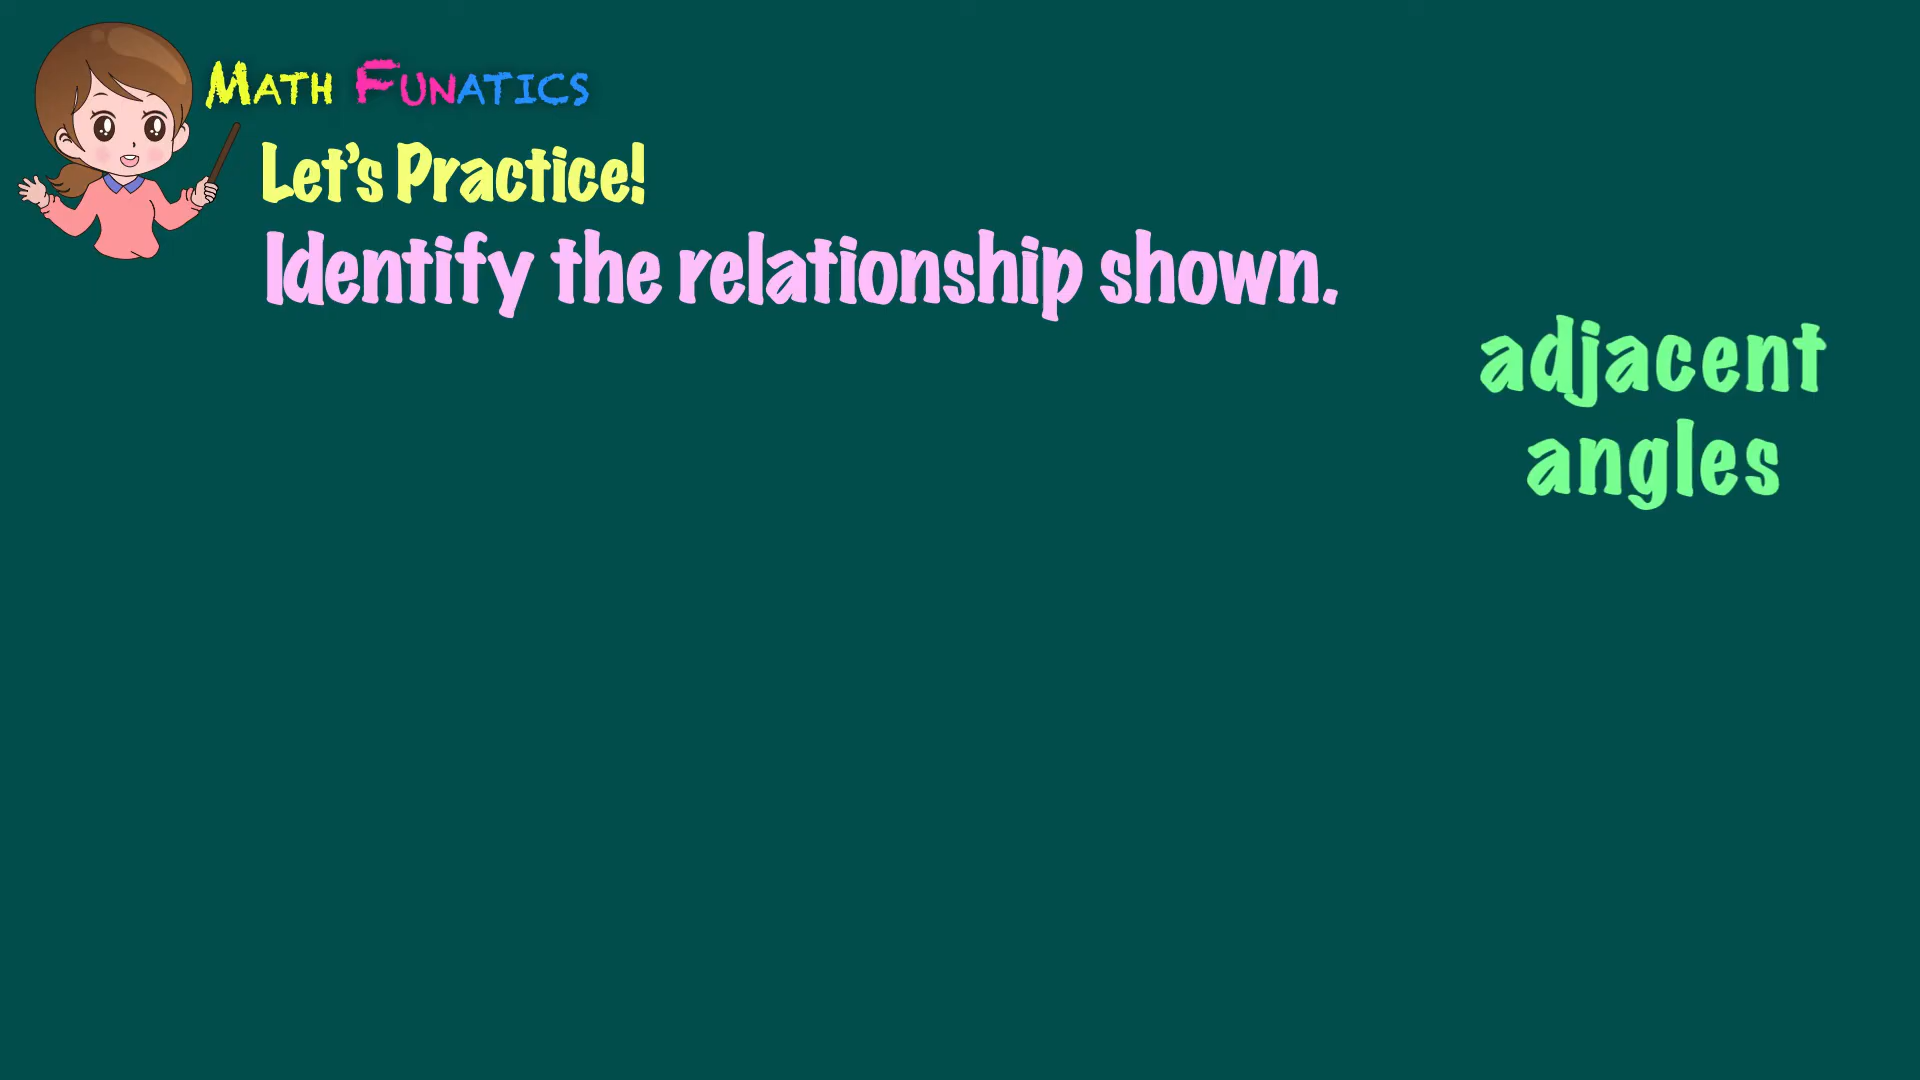 MATH FUNATICS
Let's Practice!
Identify the relationship shown.
adjacent
angles